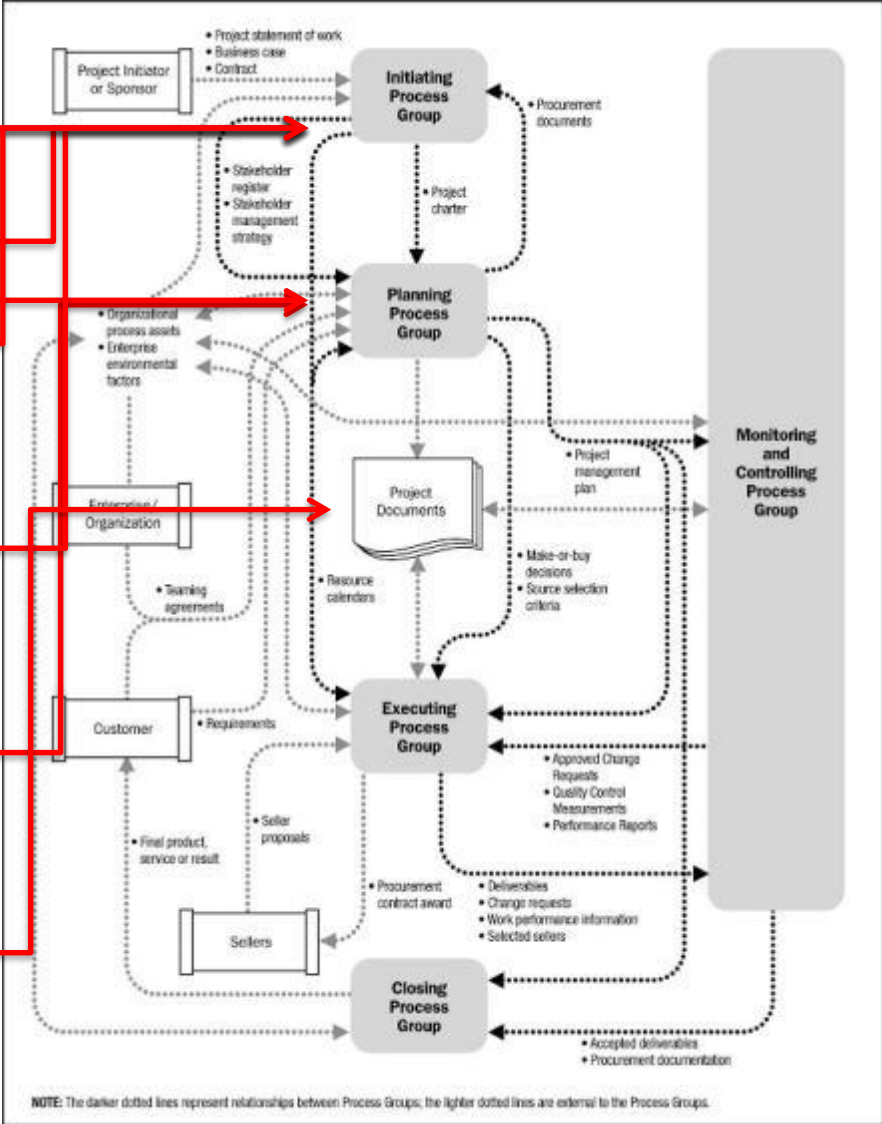 • Project statement of work
• Business case
• Contract
Project Initiator
or Sponsor
Initiating
Process
Group
• Procurement
documents
• Stakeholder
register
• Stakeholder
management
strategy
• Project
charter
Planning
Process
Group
• Organizational
process assets
• Enterprise
environmental
factors
Monitoring
and
Controlling
Process
Group
• Project
management
plan
Project
Documents
Enterprise/
Organization
• Teaming
agreements
• Resource
calendars
• Make-or-buy
decisions
• Source selection
criteria
Executing
Process
Group
Customer
• Requirements
• Approved Change
Requests
• Quality Control
Measurements
• Performance Reports
• Seller
proposals
• Final product,
service or result
• Procurement
contract award
• Deliverables
• Change requests
• Work performance information
• Selected sellers
Sellers
Closing
Process
Group
• Accepted deliverables
• Procurement documentation
NOTE: The darker dotted lines represent relationships between Process Groups; the lighter dotted lines are external to the Process Groups.